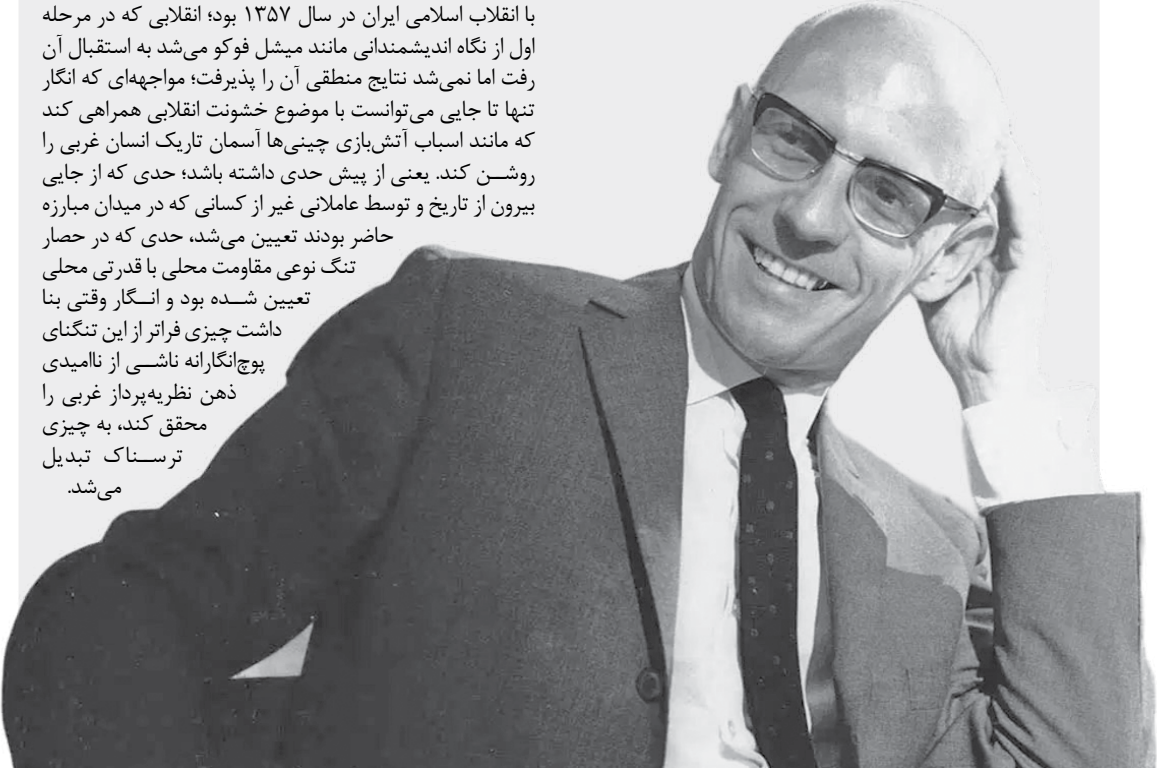 با انقلاب اسلامی ایران در سال ۱۳۵۷ بود؛ انقلابی که در مرحله
اول از نگاه اندیشمندانی مانند میشل فوکو می‌شد به استقبال آن
رفت اما نمی‌شد نتایج منطقی آن را پذیرفت؛ مواجهه‌ای که انگار
تنها تا جایی می‌توانست با موضوع خشونت انقلابی همراهی کند
که مانند اسباب آتش‌بازی چینی‌ها آسمان تاریک انسان غربی را
روشن کند. یعنی از پیش حدی داشته باشد؛ حدی که از جایی
بیرون از تاریخ و توسط عاملانی غیر از کسانی که در میدان مبارزه
حاضر بودند تعیین می‌شد، حدی که در حصار
تنگ نوعی مقاومت محلی با قدرتی محلی
تعیین شده بود و انگار وقتی بنا
داشت چیزی فراتر از این تنگنای
پوچ‌انگارانه ناشی از ناامیدی
ذهن نظریه‌پرداز غربی را
محقق کند، به چیزی
ترسناک تبدیل
می‌شد.